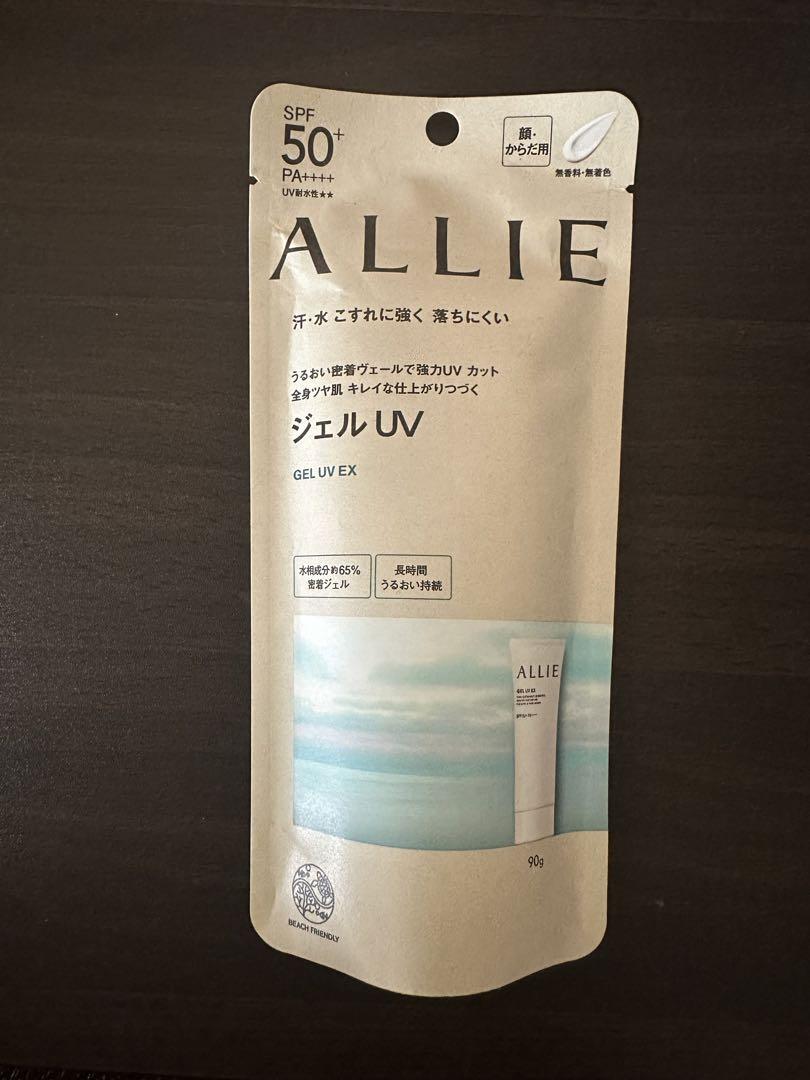 SPF
50+
PA++++
UV耐水性★★
顔・
からだ用
無香料・無着色
ALLIE
汗・水 こすれに強く 落ちにくい
うるおい密着ヴェールで強力UV カット
全身ツヤ肌 キレイな仕上がりつづく
ジェル UV
GEL UV EX
水相成分約65%
密着ジェル
長時間
うるおい持続
ALLIE
GEL UV EX
90g
BEACH FRIENDLY